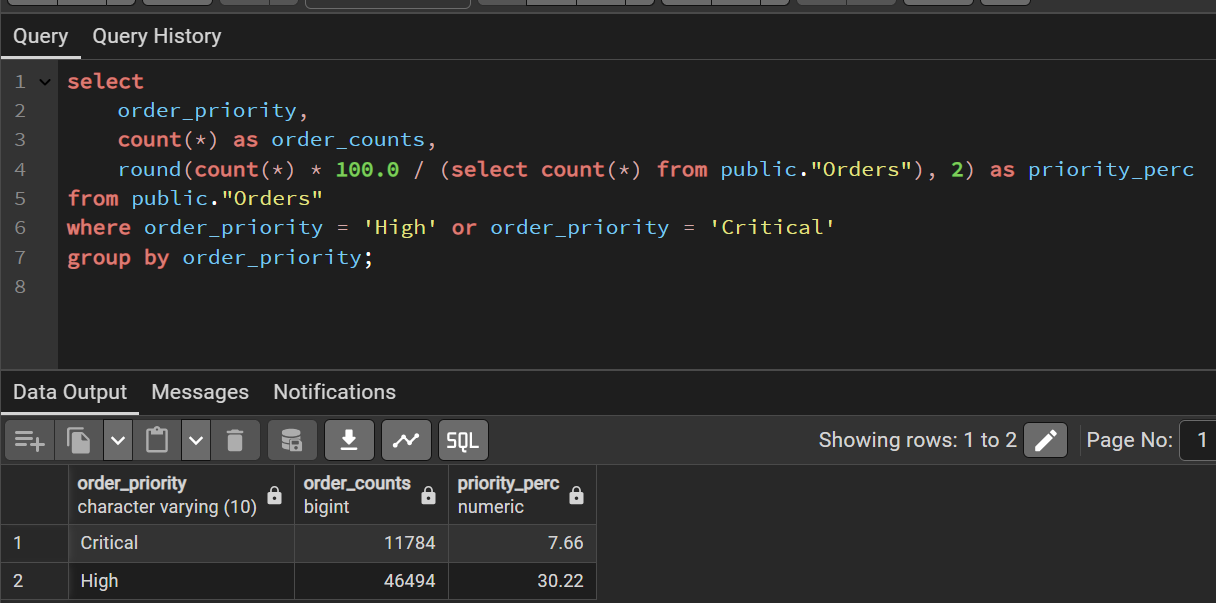 Query Query History
1 select
2 order_priority,
3 count(*) as order_counts,
4 round(count(*) * 100.0 / (select count(*) from public."Orders"), 2) as priority_perc
5 from public."Orders"
6 where order_priority = 'High' or order_priority = 'Critical'
7 group by order_priority;
8
Data Output Messages Notifications
SQL Showing rows: 1 to 2 Page No: 1
order_priority order_counts priority_perc
character varying (10) bigint numeric
1 Critical 11784 7.66
2 High 46494 30.22